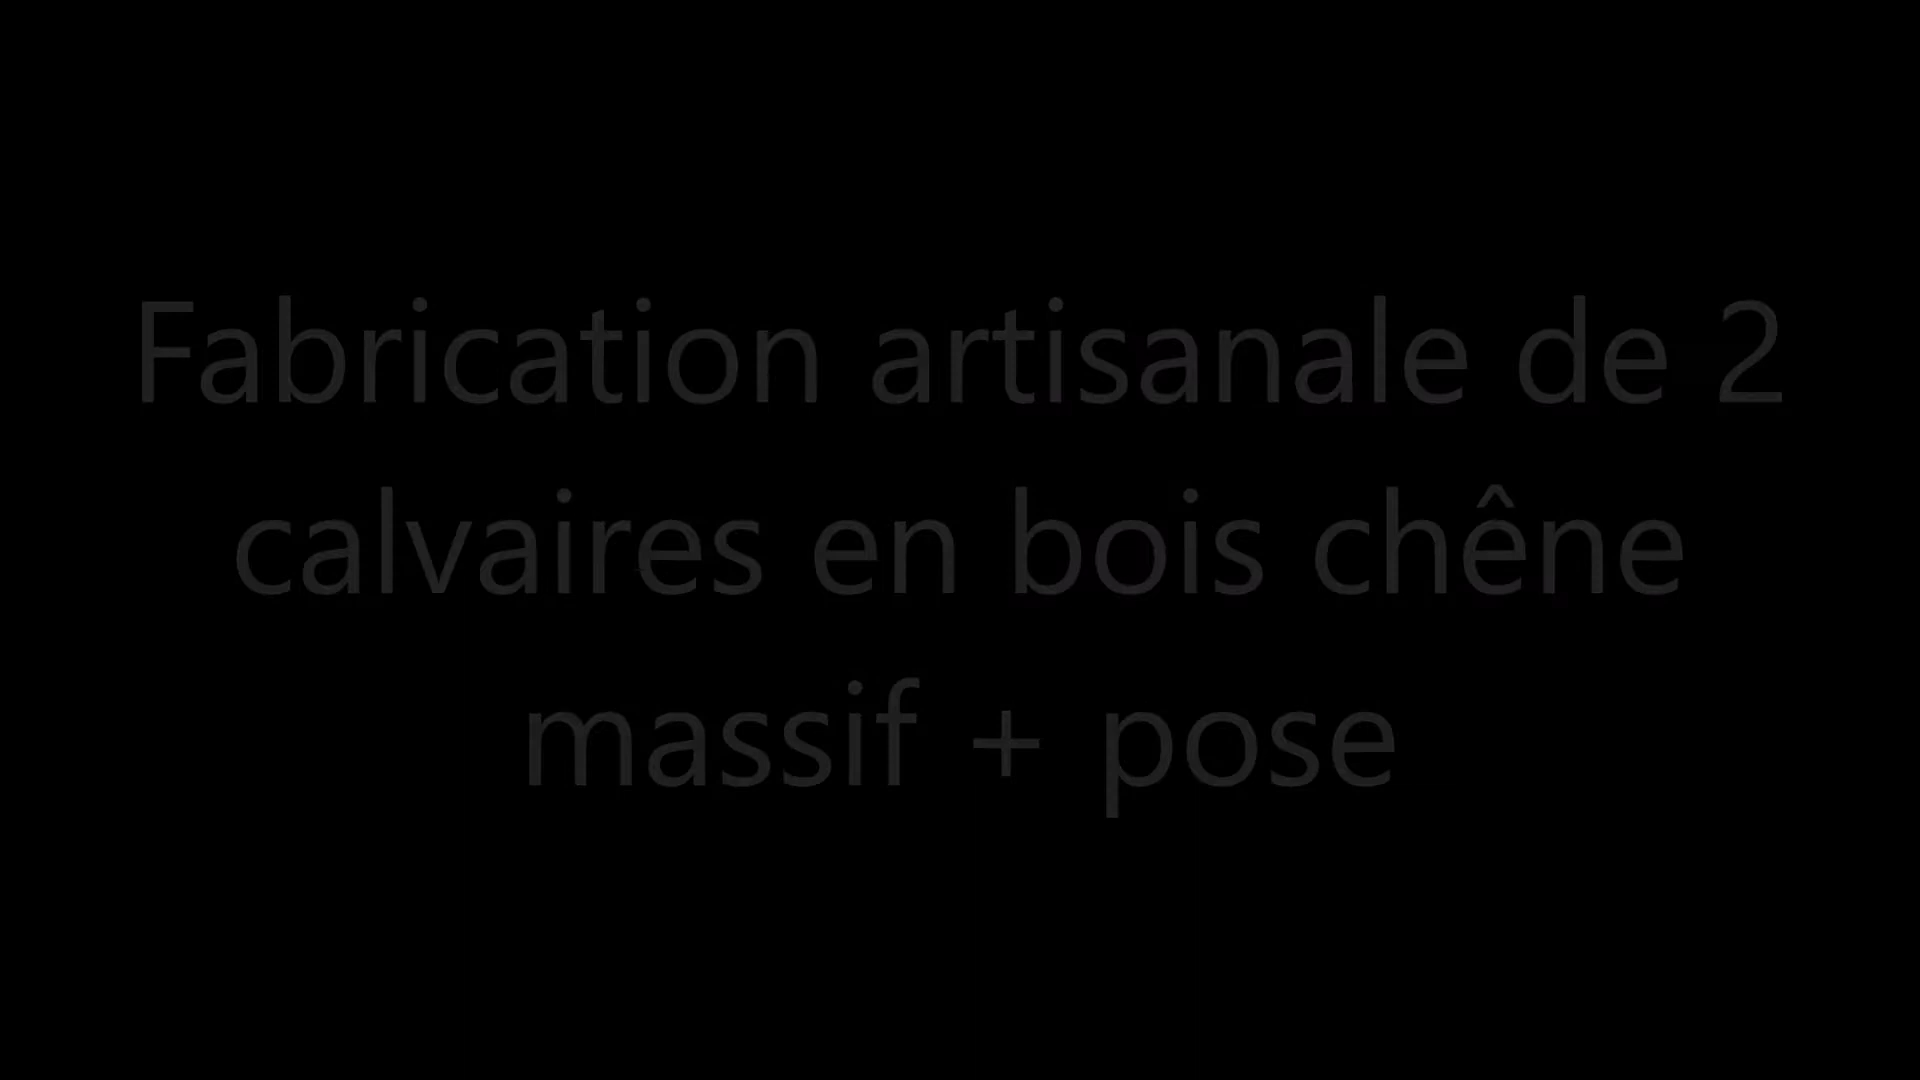 Fabrication artisanale de 2
calvaires en bois chêne
massif + pose